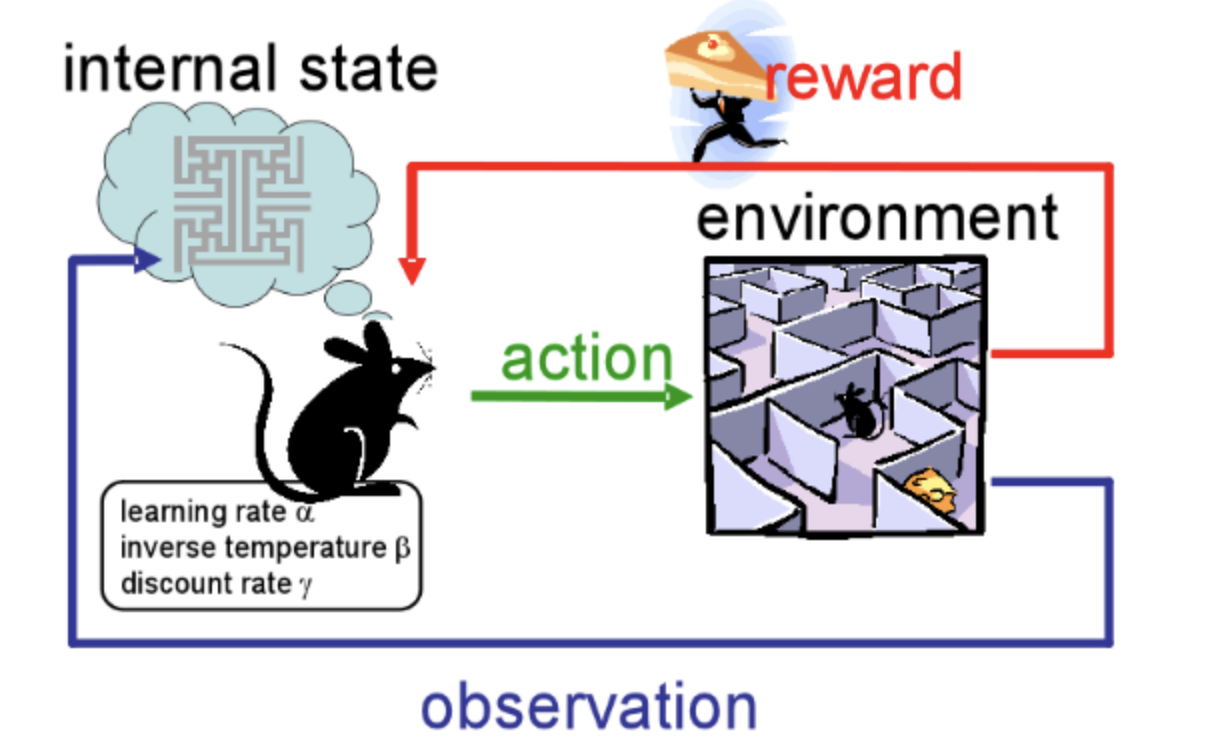 internal state
reward
environment
action
learning rate α
inverse temperature β
discount rate γ
observation